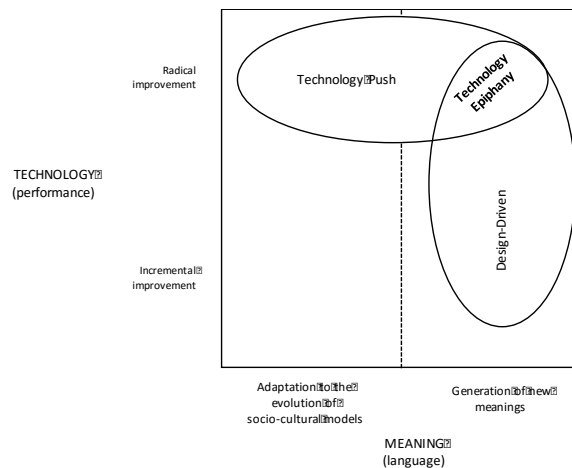 Radical
improvement
Technology Push
Technology
Epiphany
TECHNOLOGY
(performance)
Design-Driven
Incremental
improvement
Adaptation to the
evolution of
socio-cultural models
Generation of new
meanings
MEANING
(language)